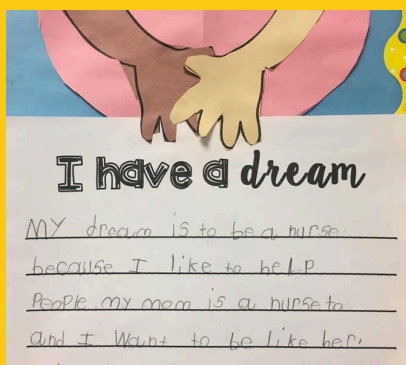 I have a dream
MY dream is to be a nurse
because I like to help
People. my mom is a nurse to
and I Want to be like her.